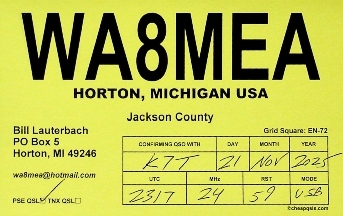 WA8MEA
HORTON, MICHIGAN USA
Jackson County
Grid Square: EN-72
Bill Lauterbach
PO Box 5
Horton, MI 49246
wa8mea@hotmail.com
PSE QSL TNX QSL
CONFIRMING QSO WITH DAY MONTH YEAR
K7T 21 NOV 2025
UTC MHz RST MODE
2317 24 59 USB
©cheapqsls.com